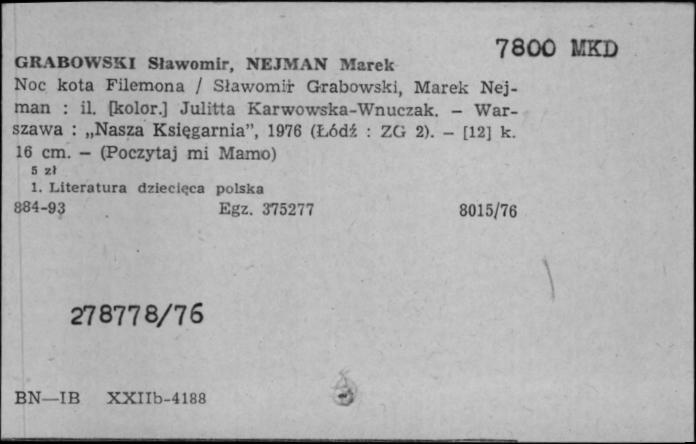 7800 MKD
GRABOWSKI Sławomir, NEJMAN Marek
Noc kota Filemona / Sławomir Grabowski, Marek Nej-
man : il. [kolor.] Julitta Karwowska-Wnuczak. – War-
szawa : „Nasza Księgarnia”, 1976 (Łódź : ZG 2). – [12] k.
16 cm. – (Poczytaj mi Mamo)
5 zł
1. Literatura dziecięca polska
884-93 Egz. 375277 8015/76
278778/76
BN—IB XXIIb-4188